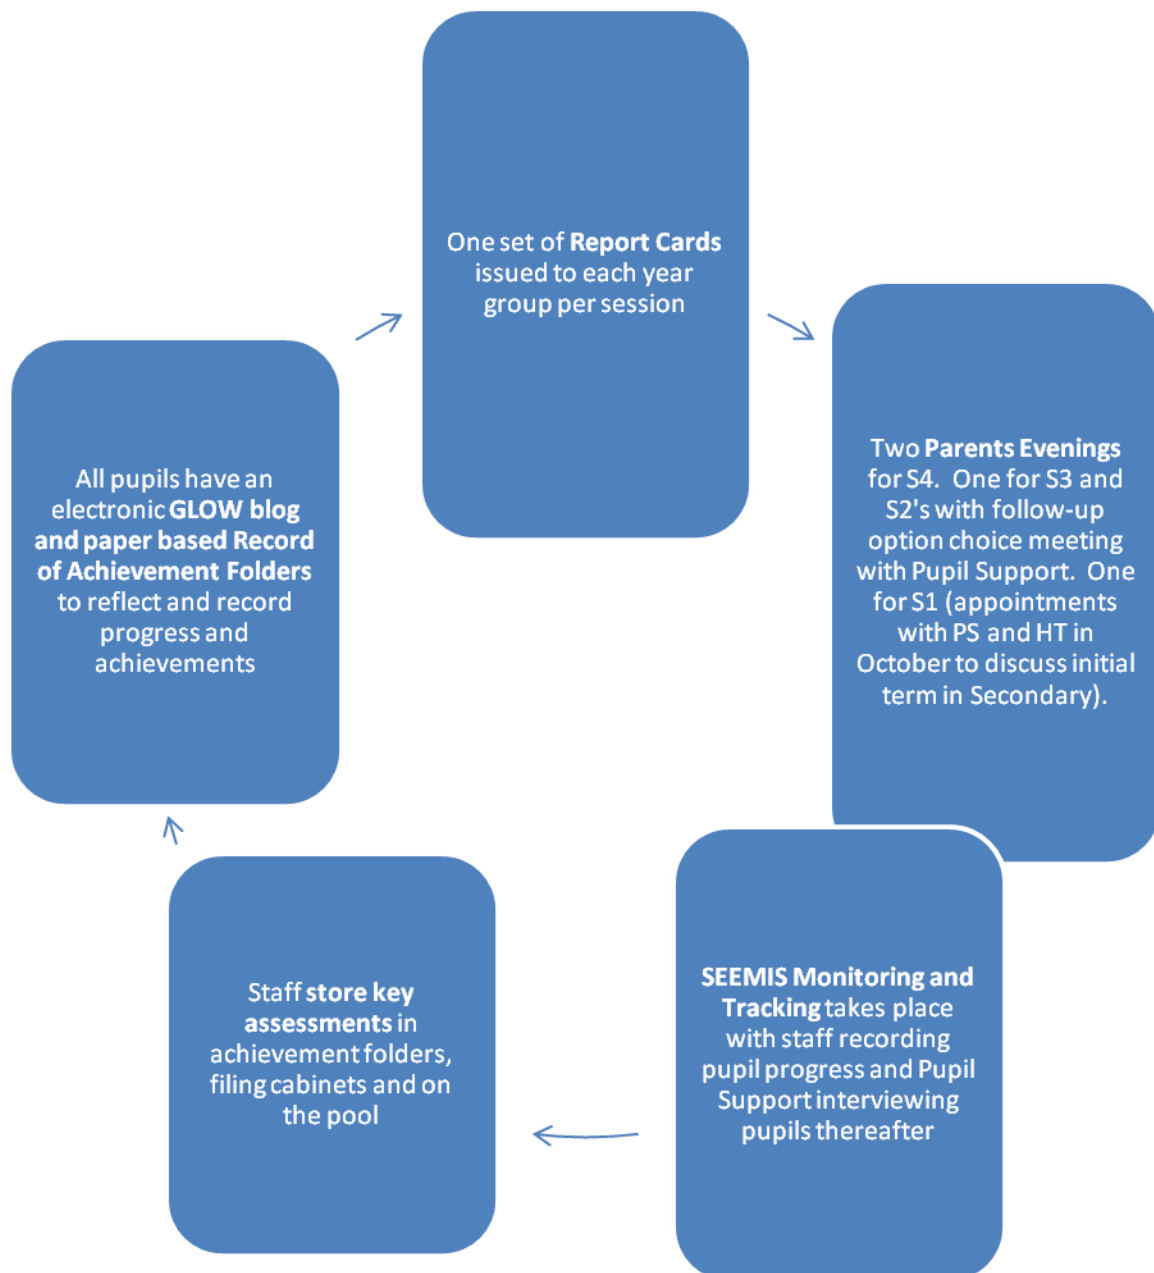 One set of Report Cards
issued to each year
group per session
Two Parents Evenings
for S4.  One for S3 and
S2's with follow-up
option choice meeting
with Pupil Support.  One
for S1 (appointments
with PS and HT in
October to discuss initial
term in Secondary).
SEEMIS Monitoring and
Tracking takes place
with staff recording
pupil progress and Pupil
Support interviewing
pupils thereafter
Staff store key
assessments in
achievement folders,
filing cabinets and on
the pool
All pupils have an
electronic GLOW blog
and paper based Record
of Achievement Folders
to reflect and record
progress and
achievements